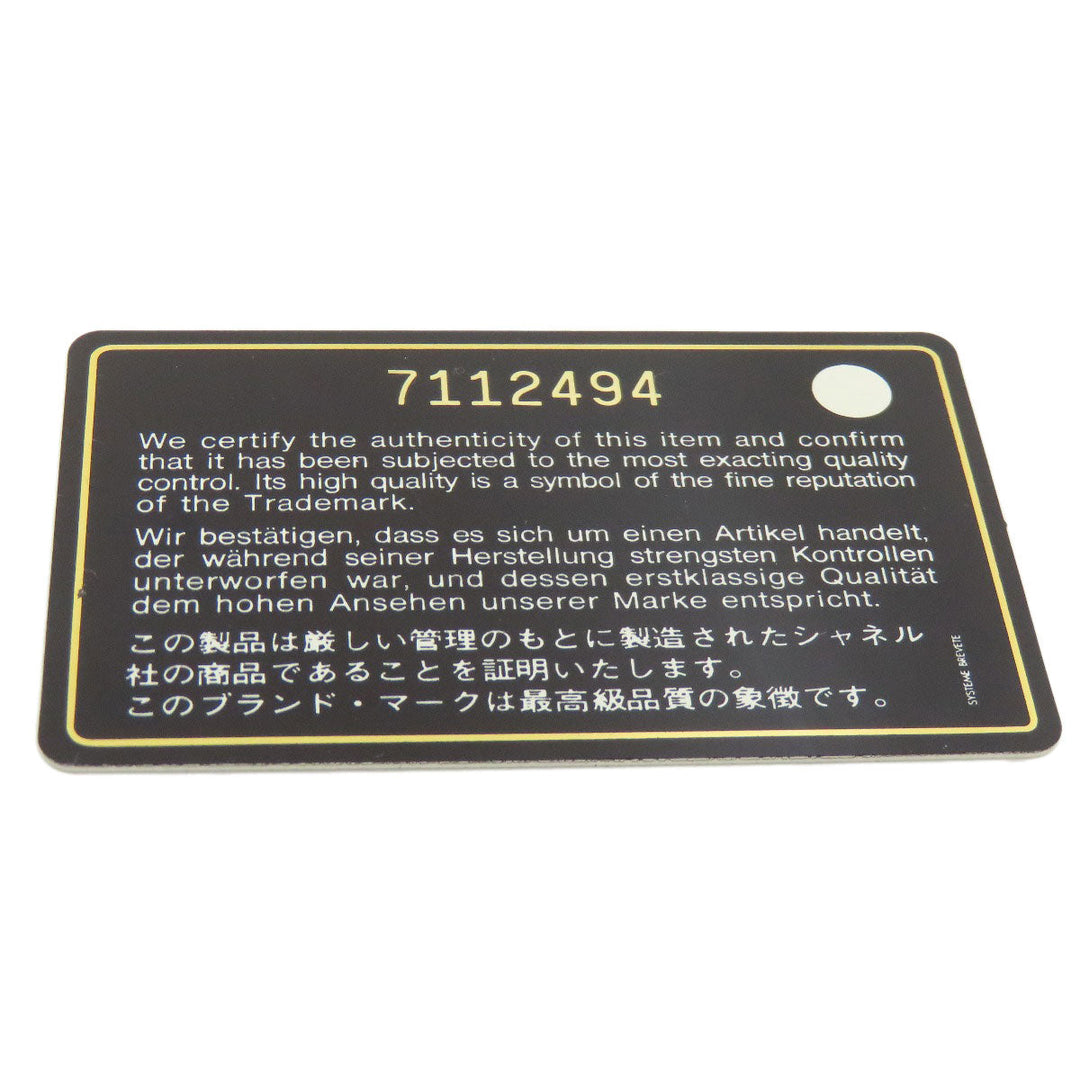 7112494
We certify the authenticity of this item and confirm
that it has been subjected to the most exacting quality
control. Its high quality is a symbol of the fine reputation
of the Trademark.
Wir bestätigen, dass es sich um einen Artikel handelt,
der während seiner Herstellung strengsten Kontrollen
unterworfen war, und dessen erstklassige Qualität
dem hohen Ansehen unserer Marke entspricht.
この製品は厳しい管理のもとに製造されたシャネル
社の商品であることを証明いたします。
このブランド・マークは最高級品質の象徴です。
SYSTEME BREVETE